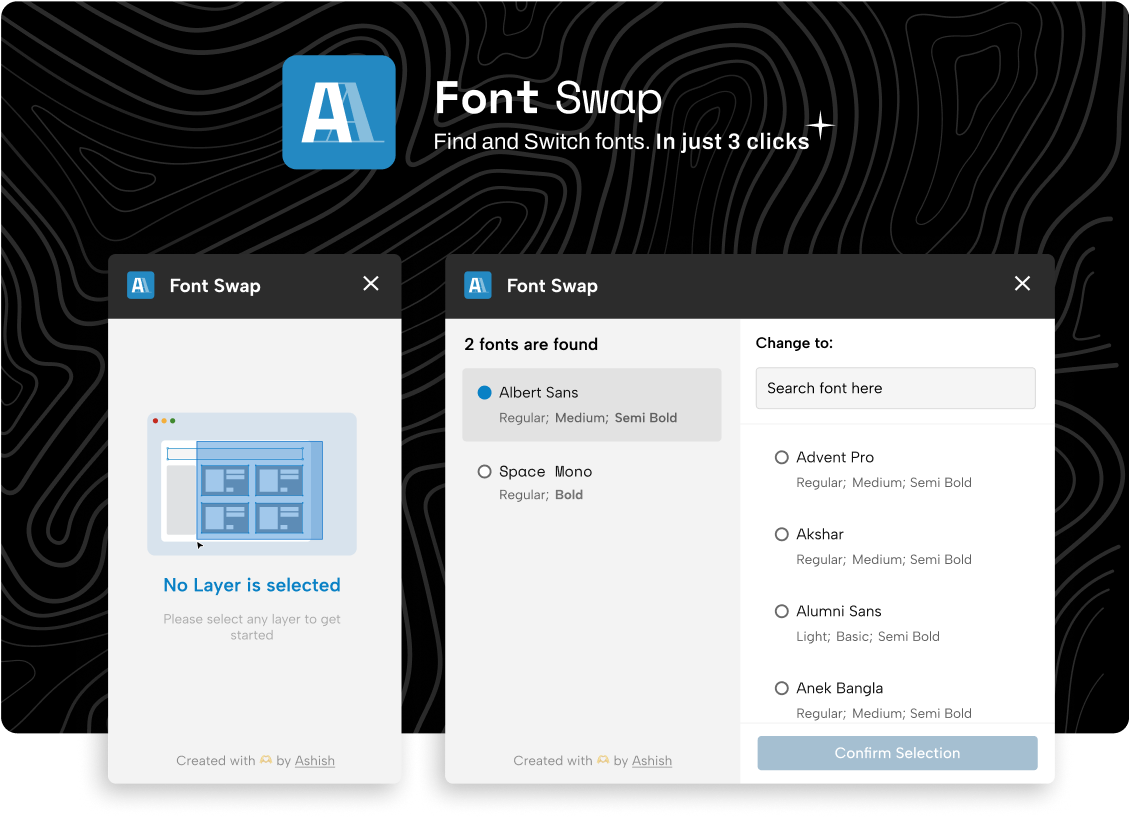 Font Swap
Find and Switch fonts. In just 3 clicks
Font Swap
No Layer is selected
Please select any layer to get
started
Created with 🫶 by Ashish
Font Swap
2 fonts are found
Albert Sans
Regular; Medium; Semi Bold
Space Mono
Regular; Bold
Created with 🫶 by Ashish
Change to:
Search font here
Advent Pro
Regular; Medium; Semi Bold
Akshar
Regular; Medium; Semi Bold
Alumni Sans
Light; Basic; Semi Bold
Anek Bangla
Regular; Medium; Semi Bold
Confirm Selection